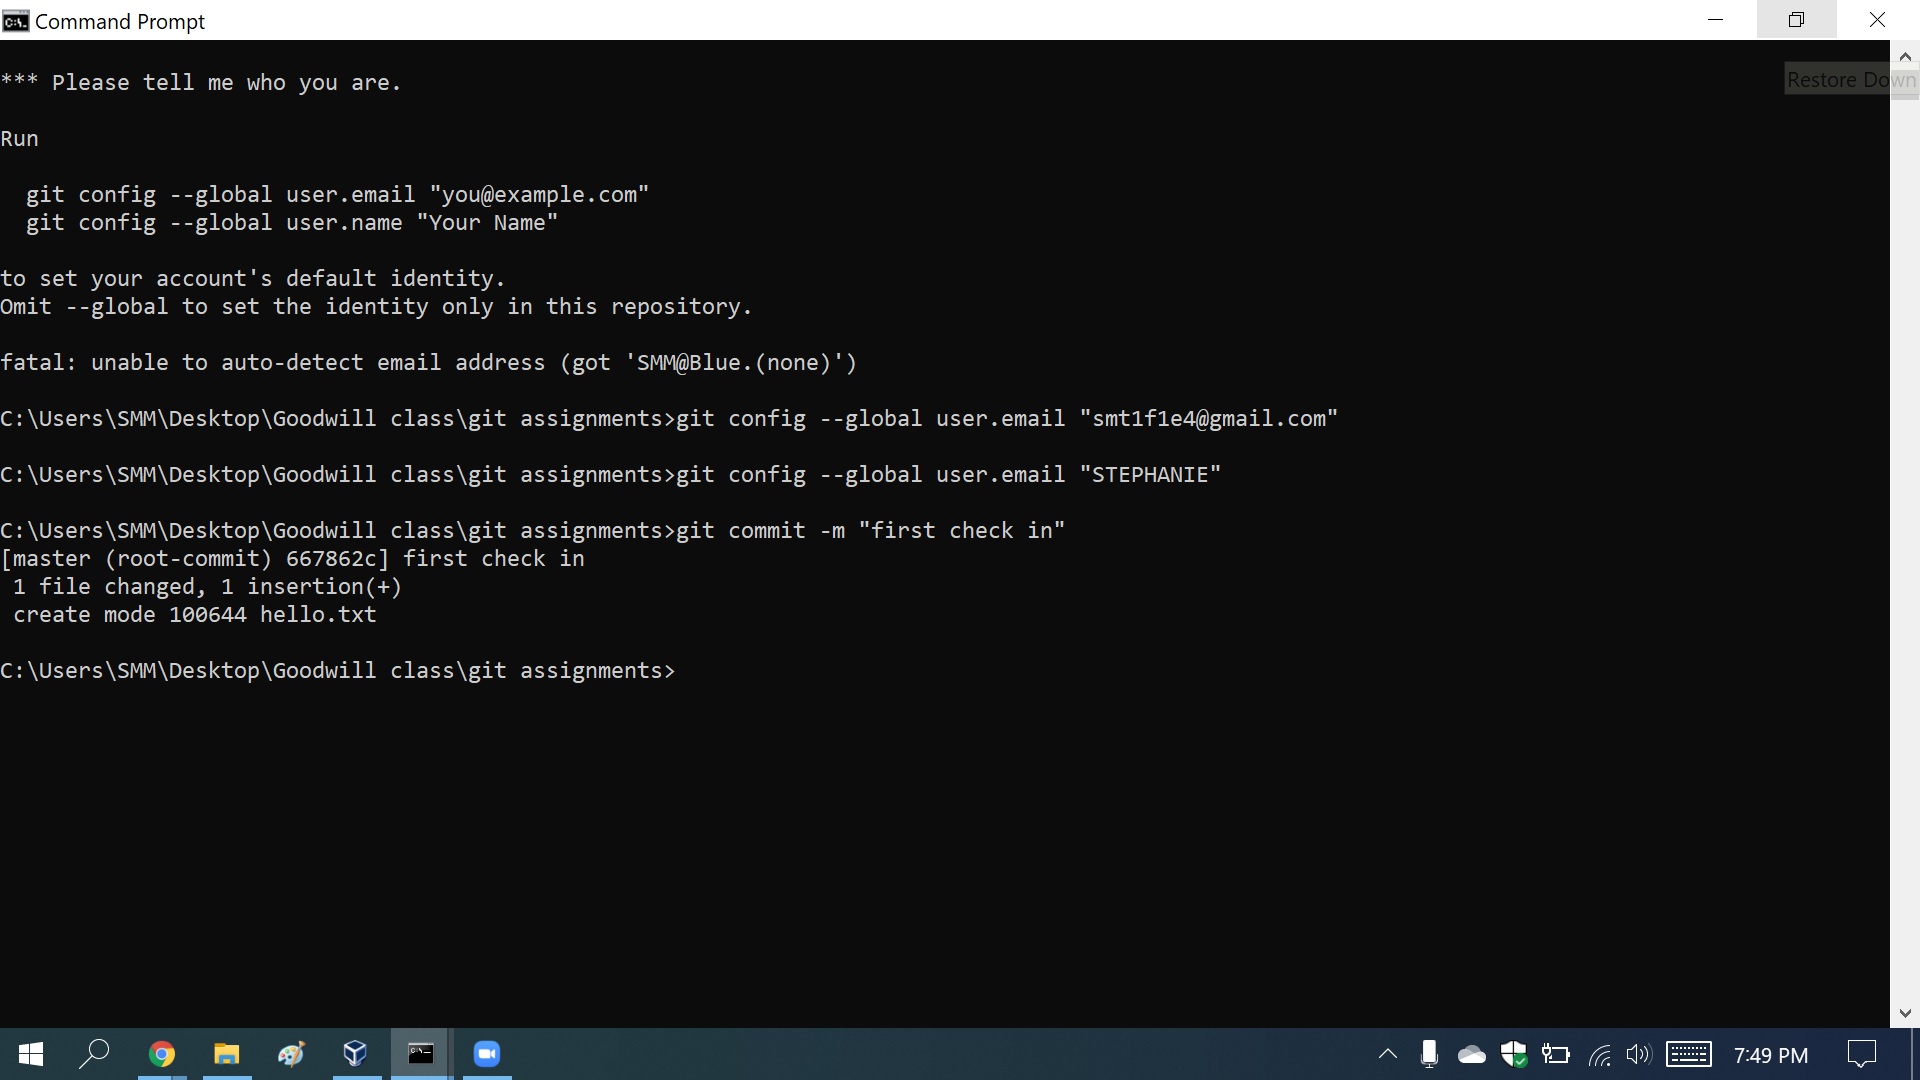 Command Prompt
Restore Down
*** Please tell me who you are.
Run
git config --global user.email "you@example.com"
git config --global user.name "Your Name"
to set your account's default identity.
Omit --global to set the identity only in this repository.
fatal: unable to auto-detect email address (got 'SMM@Blue.(none)')
C:\Users\SMM\Desktop\Goodwill class\git assignments>git config --global user.email "smt1f1e4@gmail.com"
C:\Users\SMM\Desktop\Goodwill class\git assignments>git config --global user.email "STEPHANIE"
C:\Users\SMM\Desktop\Goodwill class\git assignments>git commit -m "first check in"
[master (root-commit) 667862c] first check in
1 file changed, 1 insertion(+)
create mode 100644 hello.txt
C:\Users\SMM\Desktop\Goodwill class\git assignments>
7:49 PM